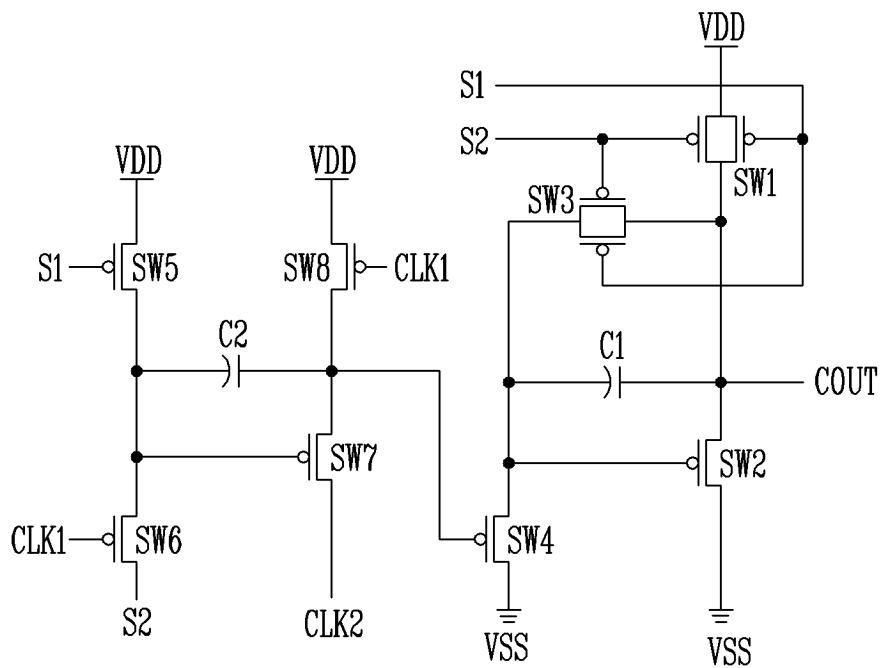 VDD
S1
S2
VDD
VDD
SW1
SW3
S1
SW5
SW8
CLK1
C2
C1
COUT
SW7
SW2
CLK1
SW6
SW4
S2
CLK2
VSS
VSS